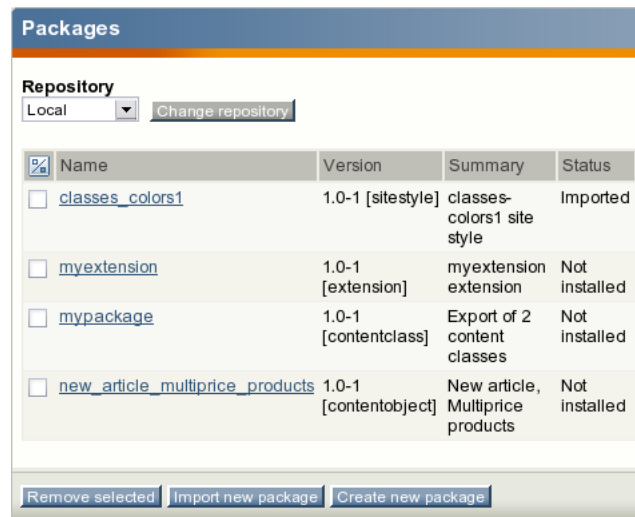 Packages
Repository
Local Change repository
Name Version Summary Status
classes_colors1 1.0-1 [sitestyle] classes- Imported
colors1 site
style
myextension 1.0-1 myextension Not
[extension] extension installed
mypackage 1.0-1 Export of 2 Not
[contentclass] content installed
classes
new_article_multiprice_products 1.0-1 New article, Not
[contentobject] Multiprice installed
products
Remove selected Import new package Create new package